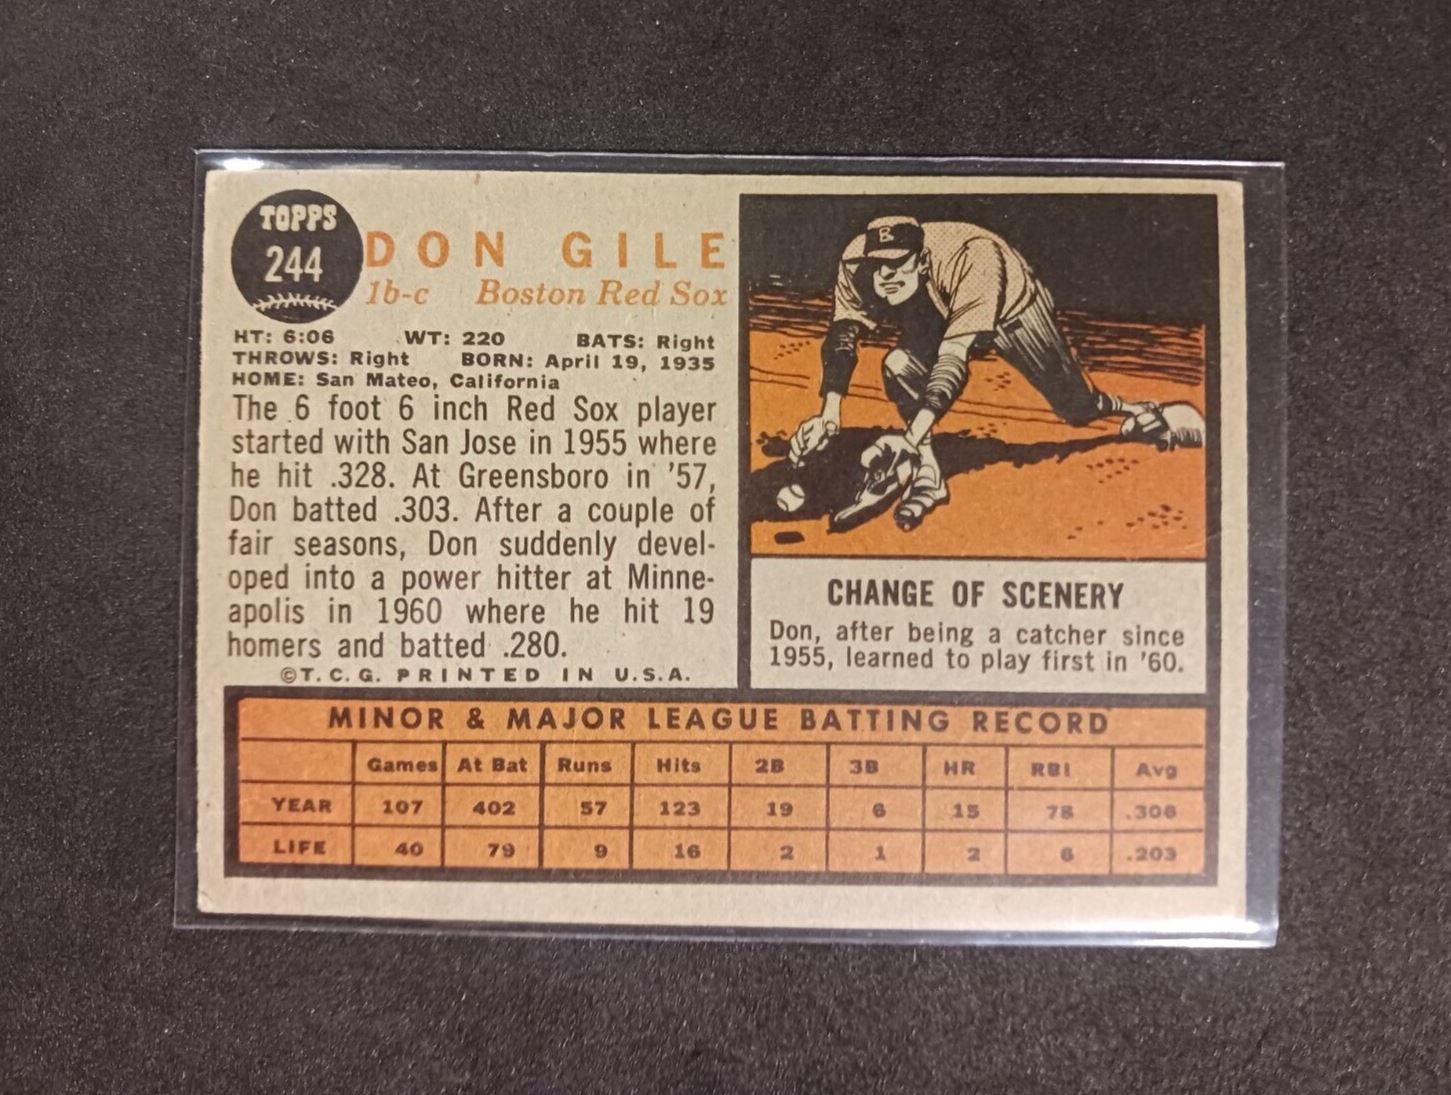 TOPPS
244
DON GILE
1b-c Boston Red Sox
HT: 6:06 WT: 220 BATS: Right
THROWS: Right BORN: April 19, 1935
HOME: San Mateo, California
The 6 foot 6 inch Red Sox player
started with San Jose in 1955 where
he hit .328. At Greensboro in '57,
Don batted .303. After a couple of
fair seasons, Don suddenly devel-
oped into a power hitter at Minne-
apolis in 1960 where he hit 19
homers and batted .280.
©T.C.G. PRINTED IN U.S.A.
B
CHANGE OF SCENERY
Don, after being a catcher since
1955, learned to play first in '60.
MINOR & MAJOR LEAGUE BATTING RECORD
Games At Bat Runs Hits 2B 3B HR RBI Avg
YEAR 107 402 57 123 19 6 15 78 .306
LIFE 40 79 9 16 2 1 2 6 .203